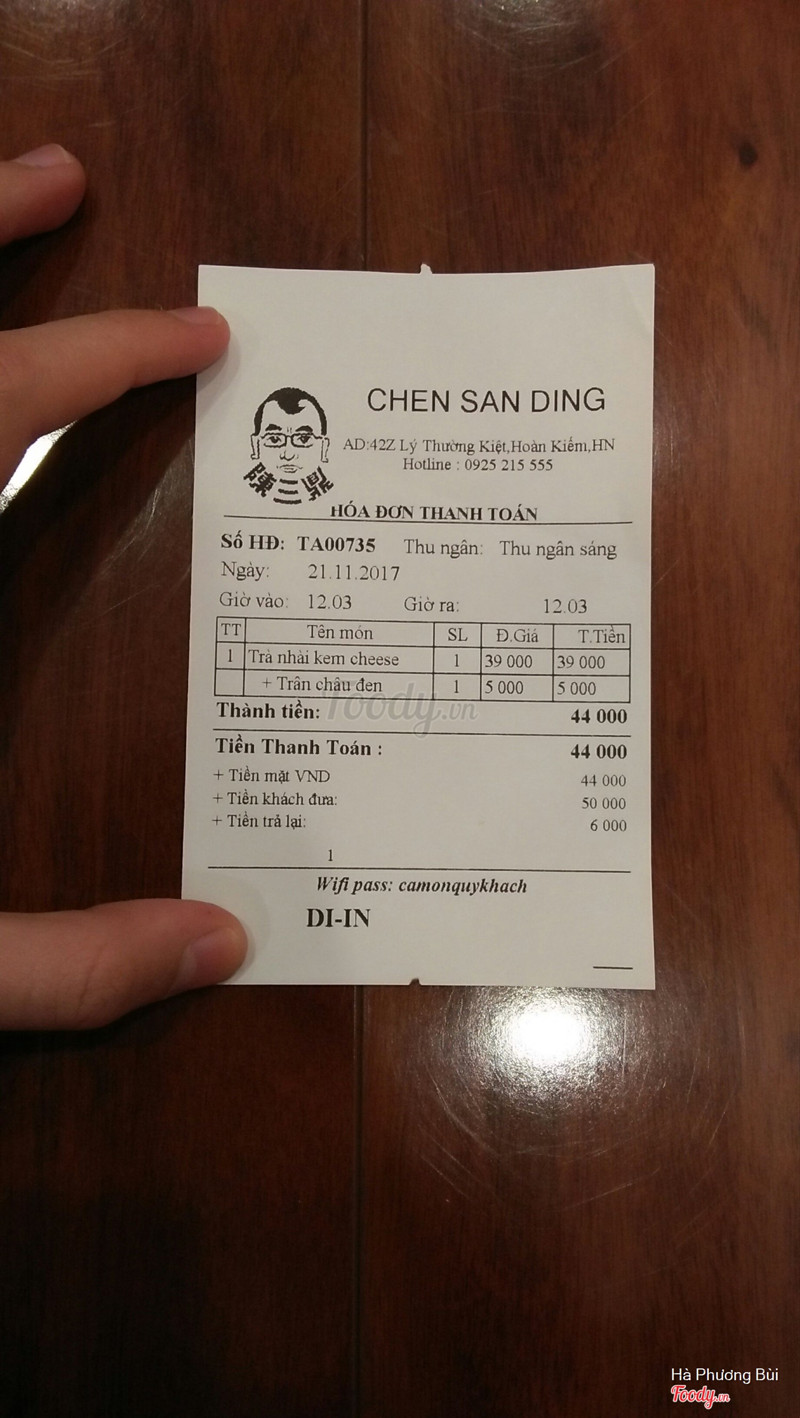 CHEN SAN DING
AD:42Z Lý Thường Kiệt,Hoàn Kiếm,HN
Hotline : 0925 215 555
陳三鼎
HÓA ĐƠN THANH TOÁN
Số HĐ: TA00735 Thu ngân: Thu ngân sáng
Ngày: 21.11.2017
Giờ vào: 12.03 Giờ ra: 12.03
TT Tên món SL Đ.Giá T.Tiền
1 Trà nhài kem cheese 1 39 000 39 000
+ Trân châu đen 1 5 000 5 000
Foody.vn
Thành tiền: 44 000
Tiền Thanh Toán : 44 000
+ Tiền mặt VND 44 000
+ Tiền khách đưa: 50 000
+ Tiền trả lại: 6 000
1
Wifi pass: camonquykhach
DI-IN
Hà Phương Bùi
Foody.vn